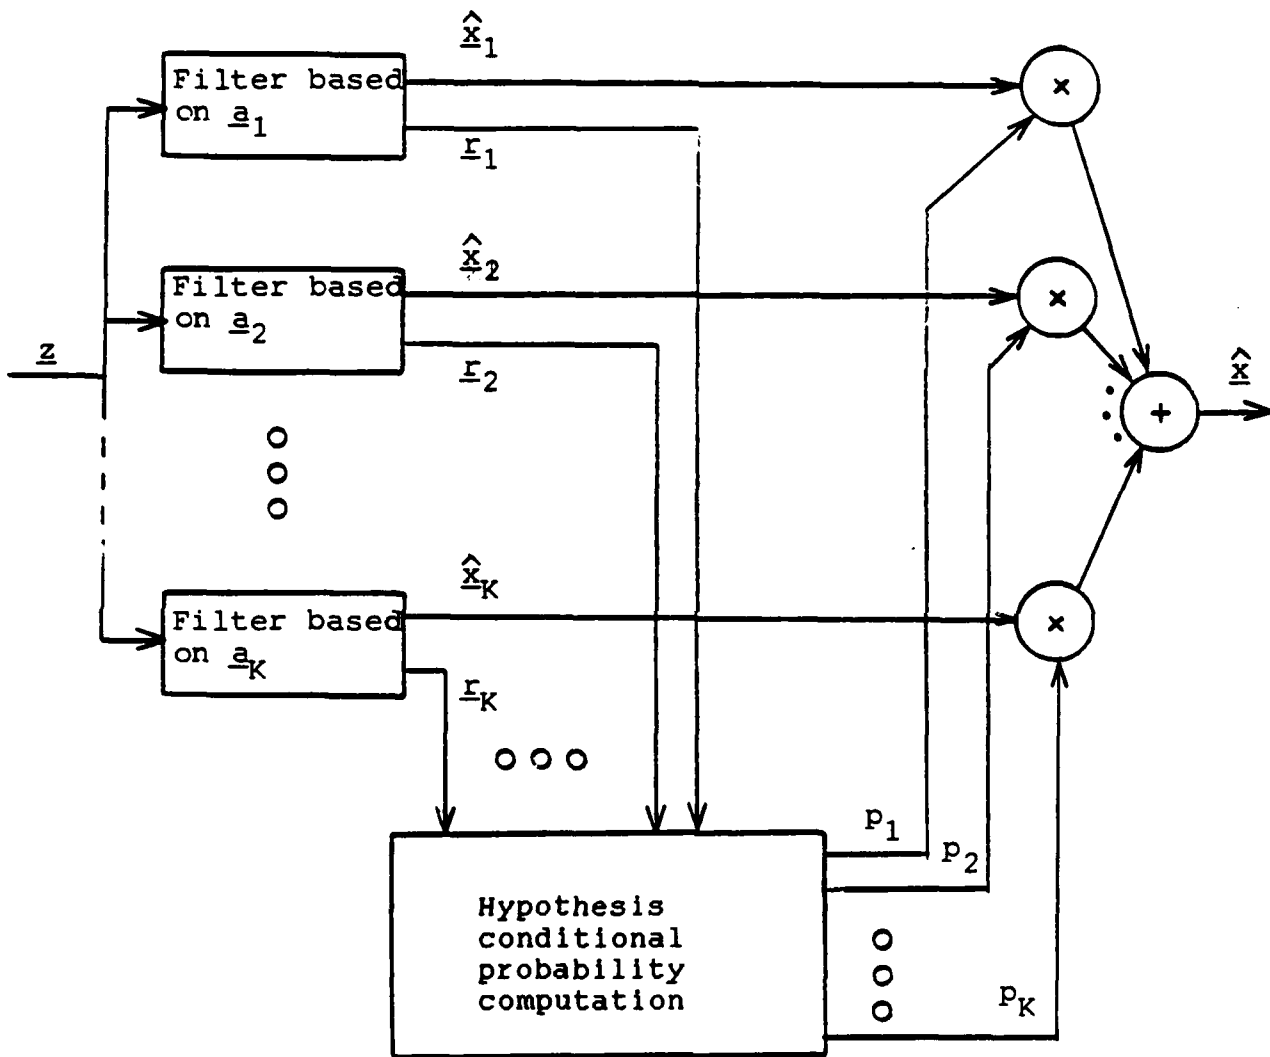 x̂1
Filter based
on a1
r1
×
x̂2
Filter based
on a2
r2
×
z
x̂
+
x̂K
Filter based
on aK
rK
×
p1
p2
Hypothesis
conditional
probability
computation
pK